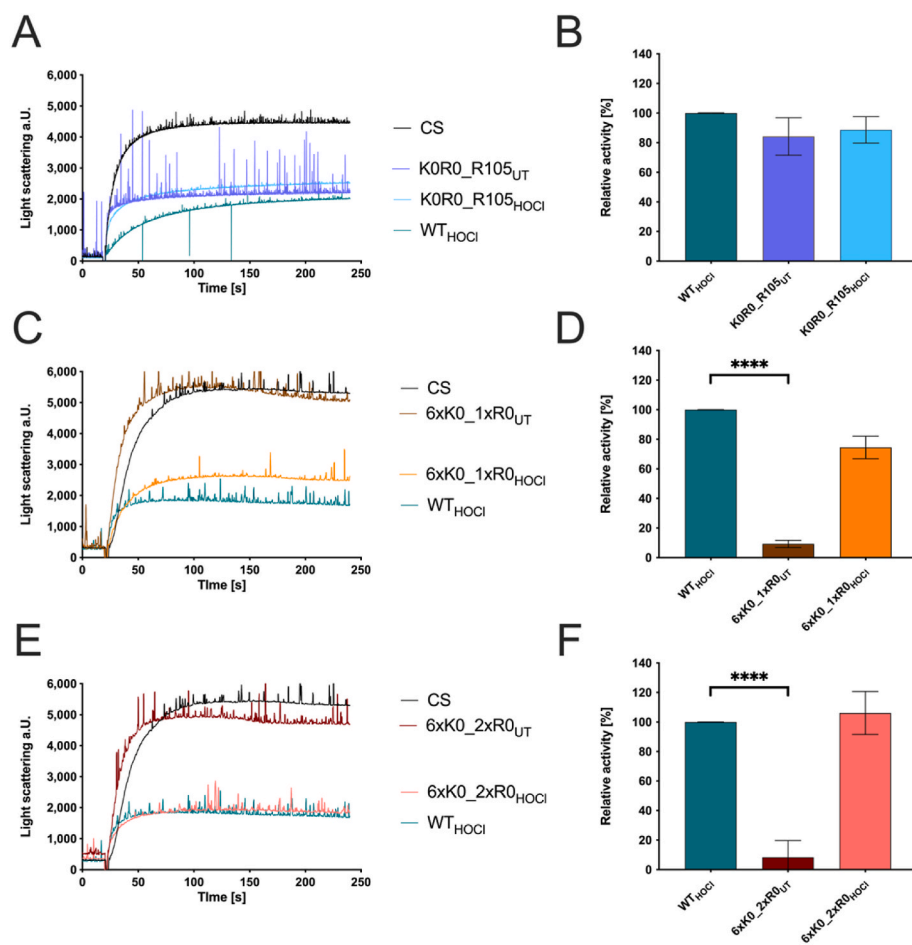 A
Light scattering a.U.
6,000
5,000
4,000
3,000
2,000
1,000
0
0 50 100 150 200 250
Time [s]
CS
K0R0_R105UT
K0R0_R105HOCl
WTHOCl
B
Relative activity [%]
140
120
100
80
60
40
20
0
WTHOCl
K0R0_R105UT
K0R0_R105HOCl
C
Light scattering a.U.
6,000
5,000
4,000
3,000
2,000
1,000
0
0 50 100 150 200 250
TIme [s]
CS
6xK0_1xR0UT
6xK0_1xR0HOCl
WTHOCl
D
Relative activity [%]
140
120
100
80
60
40
20
0
****
WTHOCl
6xK0_1xR0UT
6xK0_1xR0HOCl
E
Light scattering a.U.
6,000
5,000
4,000
3,000
2,000
1,000
0
0 50 100 150 200 250
TIme [s]
CS
6xK0_2xR0UT
6xK0_2xR0HOCl
WTHOCl
F
Relative activity [%]
140
120
100
80
60
40
20
0
****
WTHOCl
6xK0_2xR0UT
6xK0_2xR0HOCl